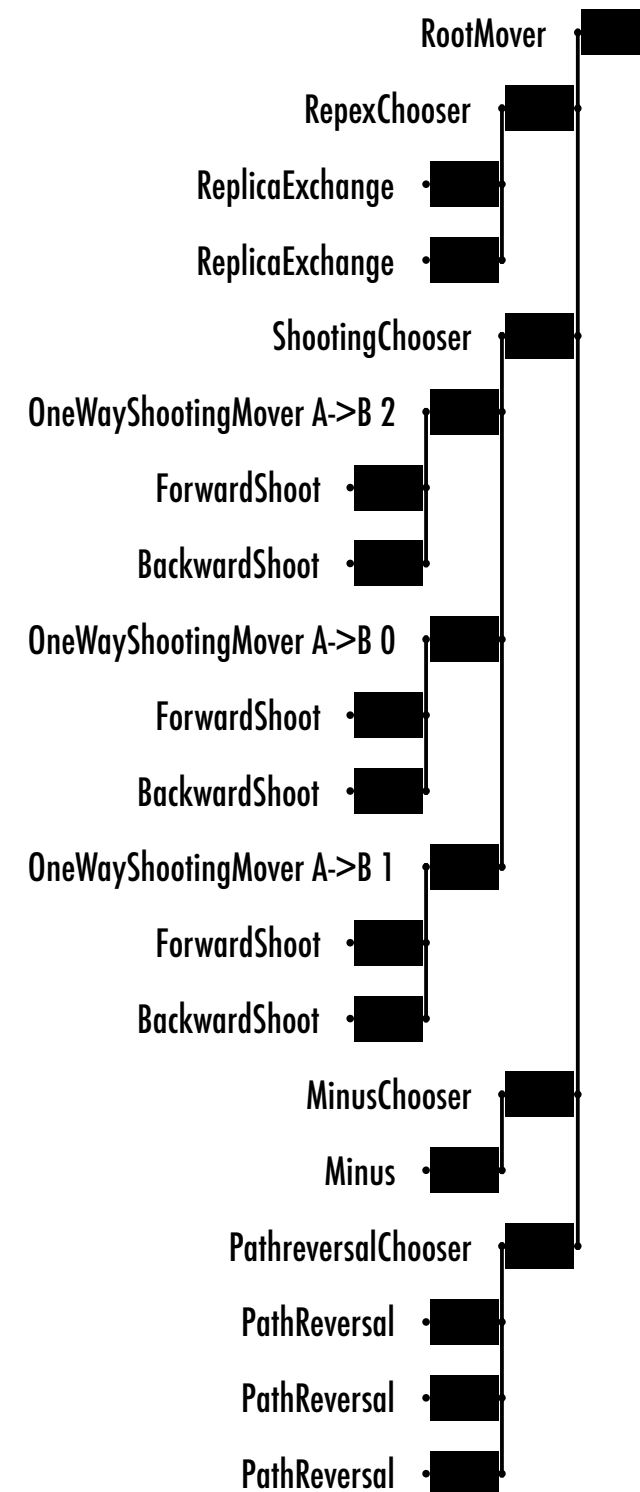 RootMover
RepexChooser
ReplicaExchange
ReplicaExchange
ShootingChooser
OneWayShootingMover A->B 2
ForwardShoot
BackwardShoot
OneWayShootingMover A->B 0
ForwardShoot
BackwardShoot
OneWayShootingMover A->B 1
ForwardShoot
BackwardShoot
MinusChooser
Minus
PathreversalChooser
PathReversal
PathReversal
PathReversal